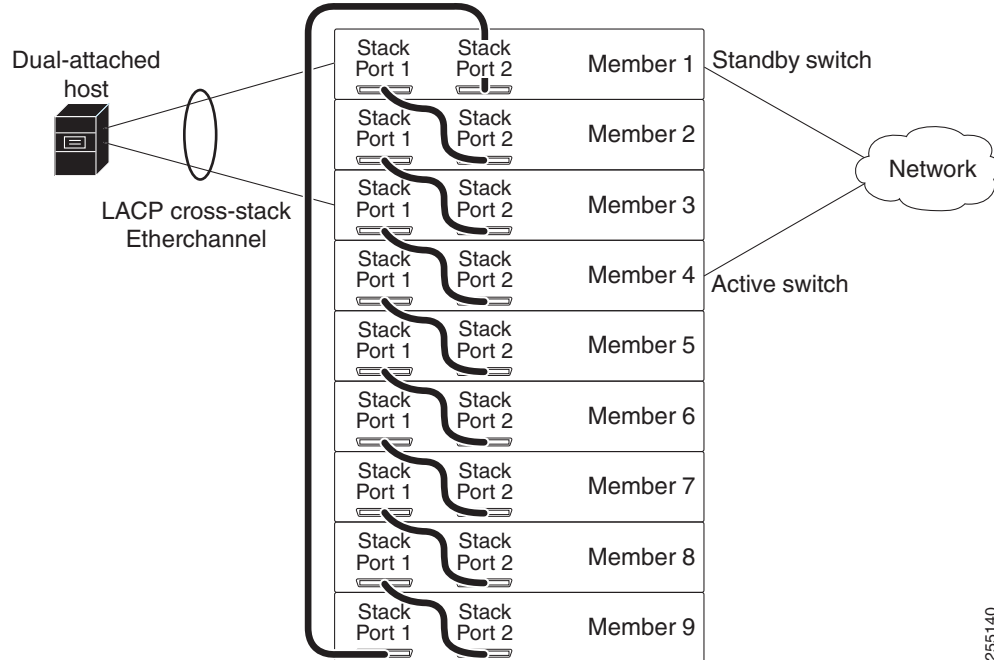 Dual-attached
host
LACP cross-stack
Etherchannel
Stack
Port 1
Stack
Port 2
Member 1
Standby switch
Stack
Port 1
Stack
Port 2
Member 2
Stack
Port 1
Stack
Port 2
Member 3
Network
Stack
Port 1
Stack
Port 2
Member 4
Active switch
Stack
Port 1
Stack
Port 2
Member 5
Stack
Port 1
Stack
Port 2
Member 6
Stack
Port 1
Stack
Port 2
Member 7
Stack
Port 1
Stack
Port 2
Member 8
Stack
Port 1
Stack
Port 2
Member 9
255140